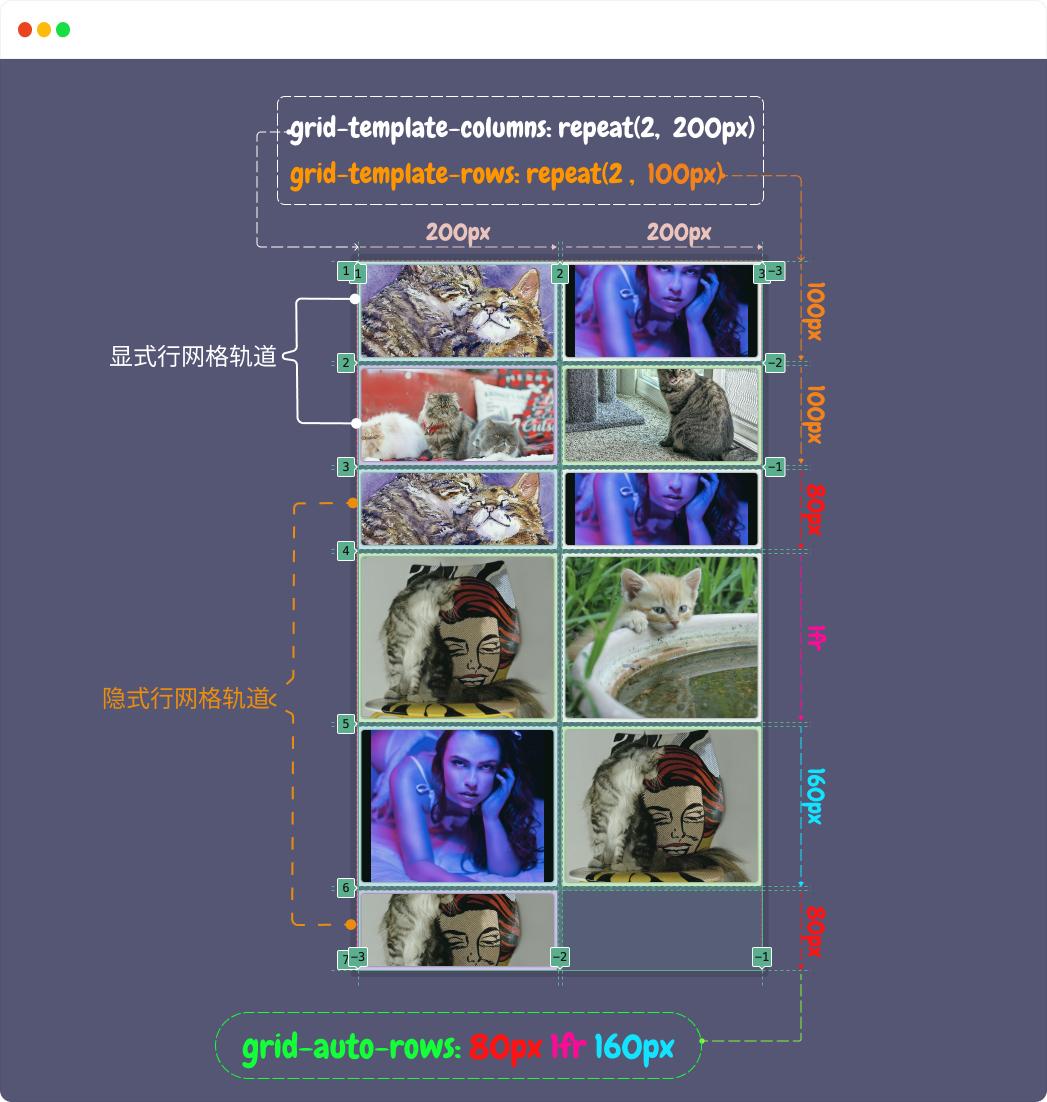 grid-template-columns: repeat(2, 200px)
grid-template-rows: repeat(2 , 100px)
200px 200px
1 1 2 3 -3
100px
显式行网格轨道
2 -2
100px
3 -1
80px
4
1fr
隐式行网格轨道
5
160px
6
80px
7 -3 -2 -1
grid-auto-rows: 80px 1fr 160px